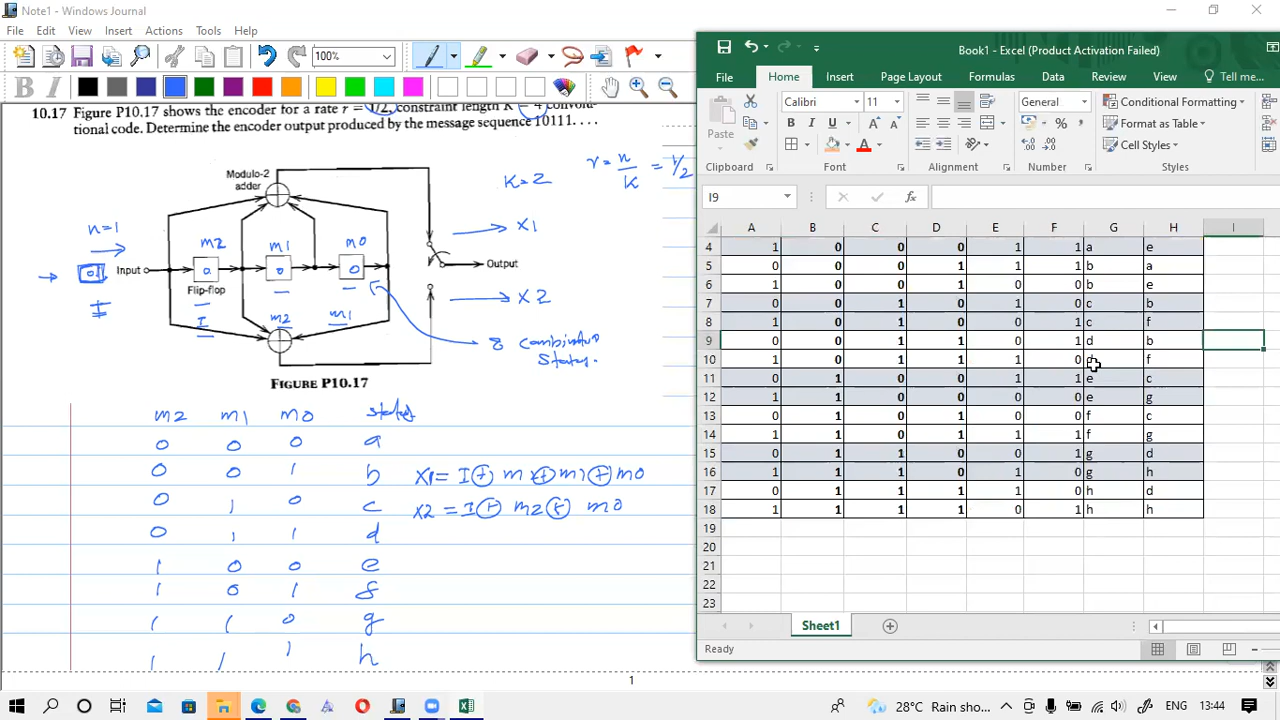 Note1 - Windows Journal
File Edit View Insert Actions Tools Help
100%
10.17 Figure P10.17 shows the encoder for a rate r = 1/2, constraint length K = 4 convolu-
tional code. Determine the encoder output produced by the message sequence 10111. . . .
Modulo-2
adder
Input
Flip-flop
Output
FIGURE P10.17
n=1
I
m2 m1 m0
0 0
I m2 m1
K=2
r = n/K = 1/2
X1
X2
8 combinations
States.
m2 m1 m0 states
0 0 0 a
0 0 1 b
0 1 0 c
0 1 1 d
1 0 0 e
1 0 1 f
1 1 0 g
1 1 1 h
X1 = I ⊕ m ⊕ m1 ⊕ m0
X2 = I ⊕ m2 ⊕ m0
1
Book1 - Excel (Product Activation Failed)
File Home Insert Page Layout Formulas Data Review View Tell me...
Paste
Calibri 11
B I U
General
Conditional Formatting
Format as Table
Cell Styles
Clipboard Font Alignment Number Styles
I9 fx
A B C D E F G H I
4 1 0 0 0 1 1 a e
5 0 0 0 1 1 1 b a
6 1 0 0 1 0 0 b e
7 0 0 1 0 1 0 c b
8 1 0 1 0 0 1 c f
9 0 0 1 1 0 1 d b
10 1 0 1 1 1 0 f
11 0 1 0 0 1 1 e c
12 1 1 0 0 0 0 e g
13 0 1 0 1 0 0 f c
14 1 1 0 1 1 1 f g
15 0 1 1 0 0 1 g d
16 1 1 1 0 1 0 g h
17 0 1 1 1 1 0 h d
18 1 1 1 1 0 1 h h
19
20
21
22
23
Sheet1
Ready
28°C Rain sho...
ENG 13:44